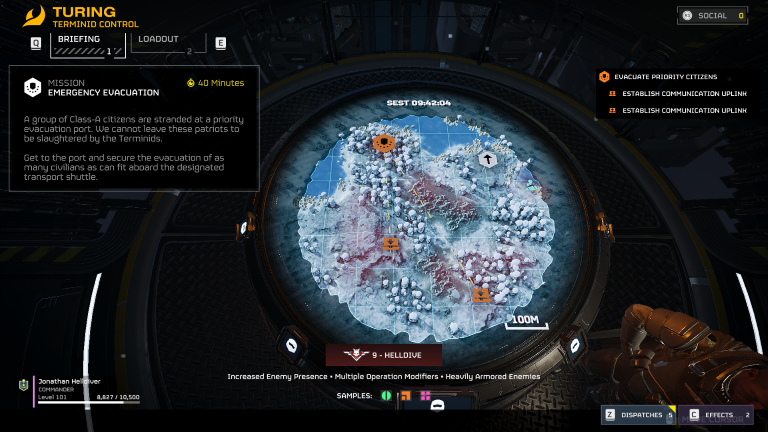 TURING
TERMINID CONTROL
SOCIAL 0
Q
BRIEFING
1
LOADOUT
2
E
MISSION
EMERGENCY EVACUATION
40 Minutes
A group of Class-A citizens are stranded at a priority
evacuation port. We cannot leave these patriots to
be slaughtered by the Terminids.
Get to the port and secure the evacuation of as
many civilians as can fit aboard the designated
transport shuttle.
EVACUATE PRIORITY CITIZENS
ESTABLISH COMMUNICATION UPLINK
ESTABLISH COMMUNICATION UPLINK
SEST 09:42:04
100M
9 - HELLDIVE
Increased Enemy Presence • Multiple Operation Modifiers • Heavily Armored Enemies
SAMPLES:
Jonathan Helldiver
COMMANDER
Level 101
8,827 / 10,500
Z
DISPATCHES 5
C
EFFECTS 2